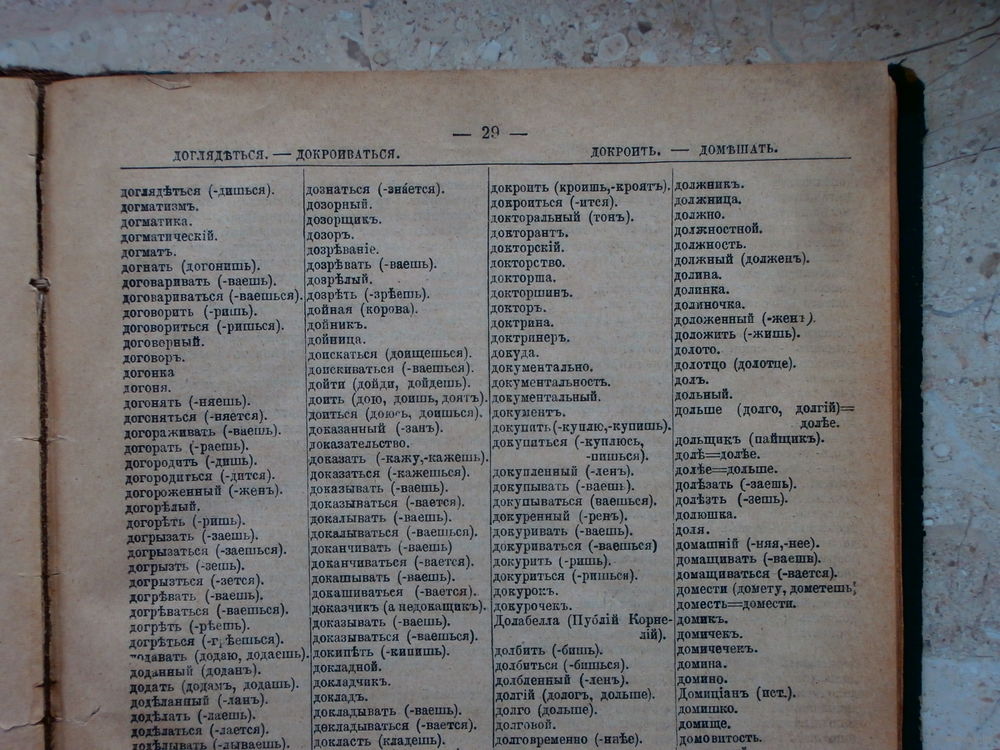 — 29 —
ДОГЛЯДѢТЬСЯ. — ДОКРОИВАТЬСЯ.
ДОКРОИТЬ. — ДОМѢШАТЬ.
доглядѣться (-дишься).
догматизмъ.
догматика.
догматическій.
догматъ.
догнать (догонишь).
договаривать (-ваешь).
договариваться (-ваешься).
договорить (-ришь).
договориться (-ришься).
договорный.
договоръ.
догонка
догоня.
догонять (-няешь).
догоняться (-няется).
догораживать (-ваешь).
догорать (-раешь).
догородить (-дишь).
догородиться (-дится).
догороженный (-женъ).
догорѣлый.
догорѣть (-ришь).
догрызать (-заешь).
догрызаться (-заешься).
догрызть (-зешь).
догрызться (-зется).
догрѣвать (-ваешь).
догрѣваться (-ваешься).
догрѣть (-рѣешь).
догрѣться
додавать (додаю, додаешь).
доданный (доданъ).
додать (додамъ, додашь).
додѣланный (-ланъ).
додѣлать (-лаешь).
додѣлаться (-лается).
додѣлывать (-лываешь).
дознаться (-зна́ется).
дозорный.
дозорщикъ.
дозоръ.
дозрѣваніе.
дозрѣвать (-ваешь).
дозрѣлый.
дозрѣть (-зрѣешь).
дойная (корова).
дойникъ.
дойница.
доискаться (доищешься).
доискиваться (-ваешься).
дойти (дойди, дойдешь).
доить (дою, доишь, доятъ).
доиться (доюсь, доишься).
доказанный (-занъ).
доказательство.
доказать (-кажу,-кажешь).
доказаться (-кажешься).
доказывать (-ваешь).
доказываться (-вается).
докалывать (-ваешь).
докалываться (-ваешься).
доканчивать (-ваешь)
доканчиваться (-вается).
докашывать (-ваешь).
докашиваться (-вается).
доказчикъ (а недокащикъ).
доказывать (-ваешь).
доказываться (-ваешься).
докипѣть (-кипишь).
докладной.
докладчикъ.
докладъ.
докладывать (-ваешь).
докладываться (-вается).
докласть (кладешь).
докроить (кроишь,-кроятъ).
докроиться (-ится).
докторальный (тонъ).
докторантъ.
докторскій.
докторство.
докторша.
докторшинъ.
докторъ.
доктрина.
доктринеръ.
докуда.
документально.
документальность.
документальный.
документъ.
докупить (-куплю,-купишь).
докупиться (-куплюсь,
-пишься).
докупленный (-ленъ).
докупывать (-ваешь).
докупываться (ваешься).
докуренный (-ренъ).
докуривать (-ваешь).
докуриваться (-ваешься)
докурить (-ришь).
докуриться (-ришься).
докурокъ.
докурочекъ.
Долабелла (Публій Корне-
лій).
долбить (-бишь).
долбиться (-бишься).
долбленный (-ленъ).
долгій (дологъ, дольше).
долго (дольше).
долговой.
долговременно (-нѣе).
должникъ.
должница.
должно.
должностной.
должность.
должный (долженъ).
долина.
долинка.
долиночка.
доложенный (-женъ).
доложить (-жишь).
долото.
долотцо (долотце).
долъ.
дольный.
дольше (долго, долгій)=
долѣе.
дольщикъ (пайщикъ).
долѣ=долѣе.
долѣе=дольше.
долѣзать (-заешь).
долѣзть (-зешь).
долюшка.
доля.
домашній (-няя,-нее).
домащивать (-ваешь).
домащиваться (-вается).
домести (домету, дометешь)
доместь=домести.
домикъ.
домичекъ.
домичечекъ.
домина.
домино.
Домиціанъ (ист.).
домишко.
домище.
домовитость.